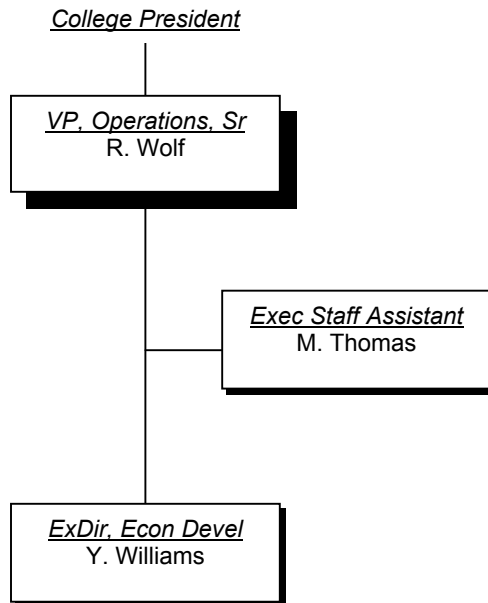 College President
VP, Operations, Sr
R. Wolf
Exec Staff Assistant
M. Thomas
ExDir, Econ Devel
Y. Williams